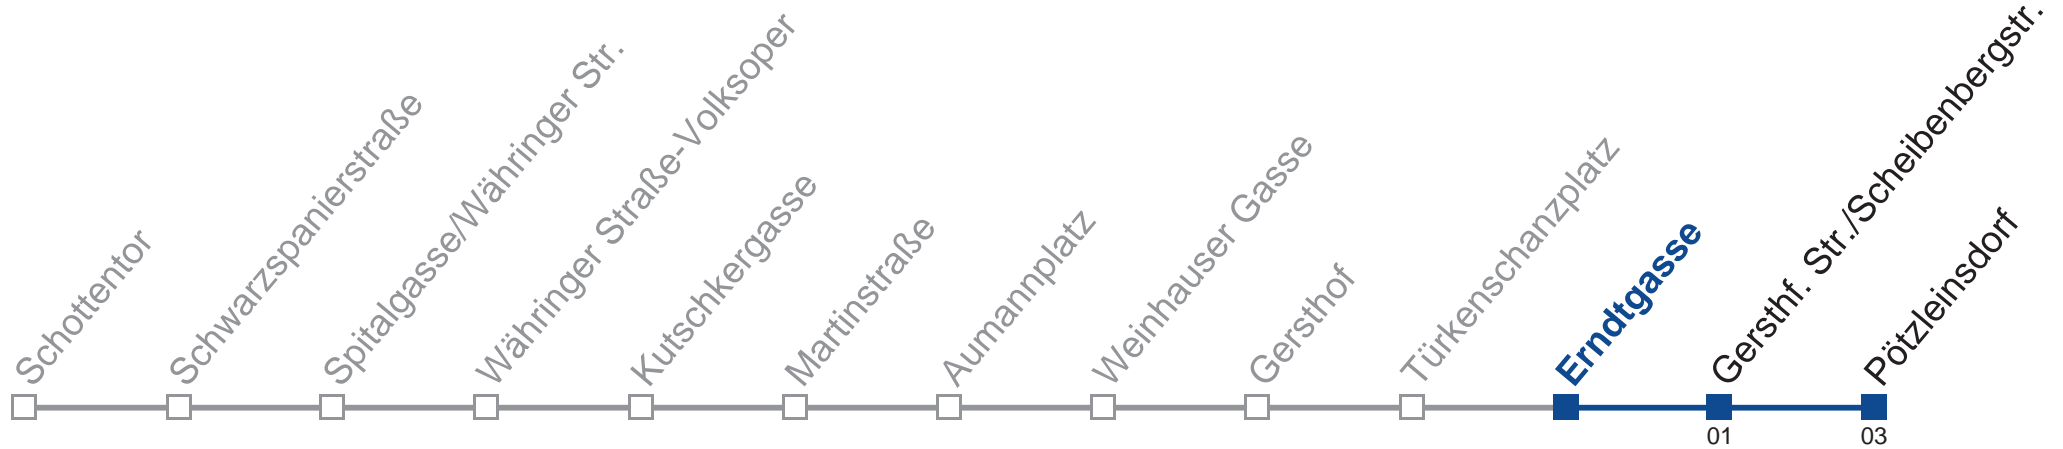 Schottentor
Schwarzspanierstraße
Spitalgasse/Währinger Str.
Währinger Straße-Volksoper
Kutschkergasse
Martinstraße
Aumannplatz
Weinhauser Gasse
Gersthof
Türkenschanzplatz
Erndtgasse
Gersthf. Str./Scheibenbergstr.
Pötzleinsdorf
01
03